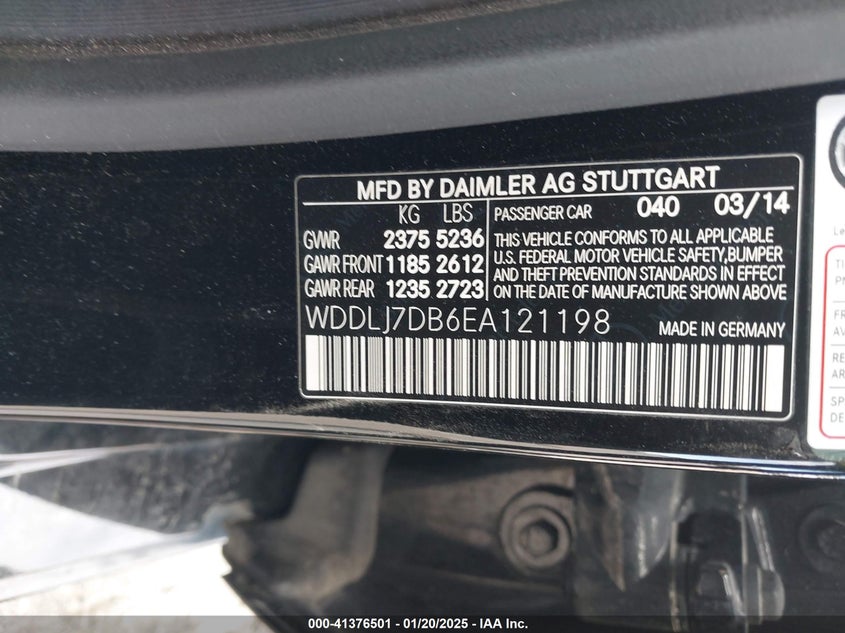 MFD BY DAIMLER AG STUTTGART
KG LBS
GVWR 2375 5236
GAWR FRONT 1185 2612
GAWR REAR 1235 2723
PASSENGER CAR 040 03/14
THIS VEHICLE CONFORMS TO ALL APPLICABLE
U.S. FEDERAL MOTOR VEHICLE SAFETY,BUMPER
AND THEFT PREVENTION STANDARDS IN EFFECT
ON THE DATE OF MANUFACTURE SHOWN ABOVE
WDDLJ7DB6EA121198 MADE IN GERMANY
000-41376501 - 01/20/2025 - IAA Inc.